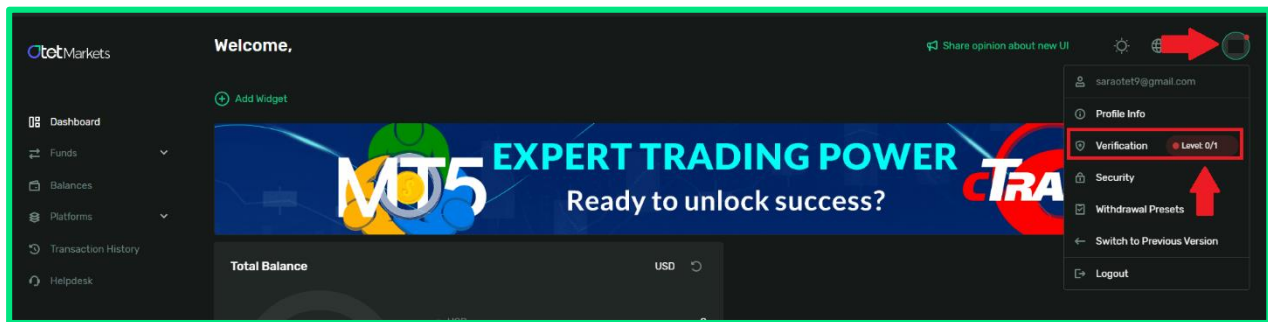 OtetMarkets
Welcome,
Share opinion about new UI
saraotet9@gmail.com
Add Widget
Profile Info
Verification
Level: 0/1
Security
Withdrawal Presets
Switch to Previous Version
Logout
Dashboard
Funds
Balances
Platforms
Transaction History
Helpdesk
MT5
EXPERT TRADING POWER
Ready to unlock success?
cTRA
Total Balance
USD